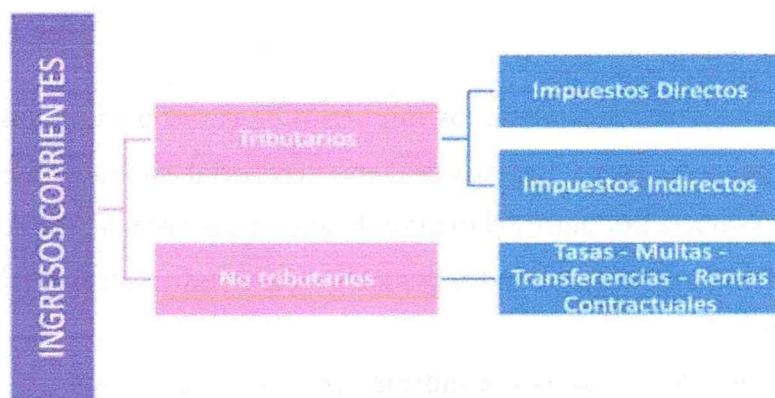 INGRESOS CORRIENTES
Tributarios
Impuestos Directos
Impuestos Indirectos
No tributarios
Tasas - Multas -
Transferencias - Rentas
Contractuales